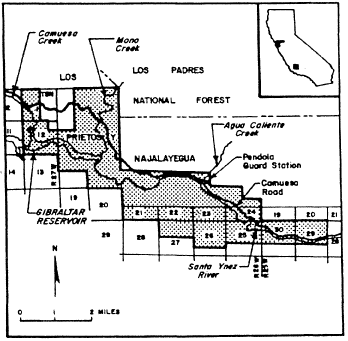 Camuesa
Creek
Mono
Creek
LOS
LOS PADRES
NATIONAL FOREST
T5N
12
11
PRIETOS Y
Agua Caliente
Creek
NAJALAYEGUA
Pendola
Guard Station
Camuesa
Road
14
13
R27W
19
20
GIBRALTAR
RESERVOIR
21
22
23
24
19
20
21
29
28
27
26
25
30
29
28
Santa Ynez
River
R26W
R25W
N
0 1 2 MILES